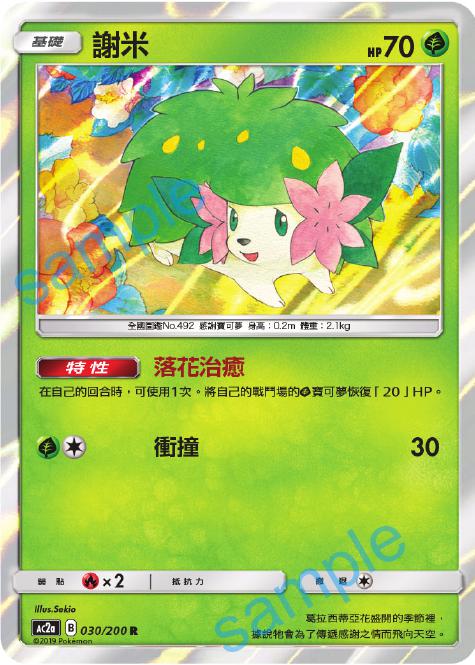 基礎 謝米 HP70
全國圖鑑No.492 感謝寶可夢 身高：0.2m 體重：2.1kg
特性 落花治癒
在自己的回合時，可使用1次。將自己的戰鬥場的寶可夢恢復「20」HP。
衝撞 30
弱點 ×2 抵抗力 撤退
Illus.Sekio
AC2a B 030/200 R
©2019 Pokémon
葛拉西蒂亞花盛開的季節裡，
據說牠會為了傳遞感謝之情而飛向天空。
sample
sample